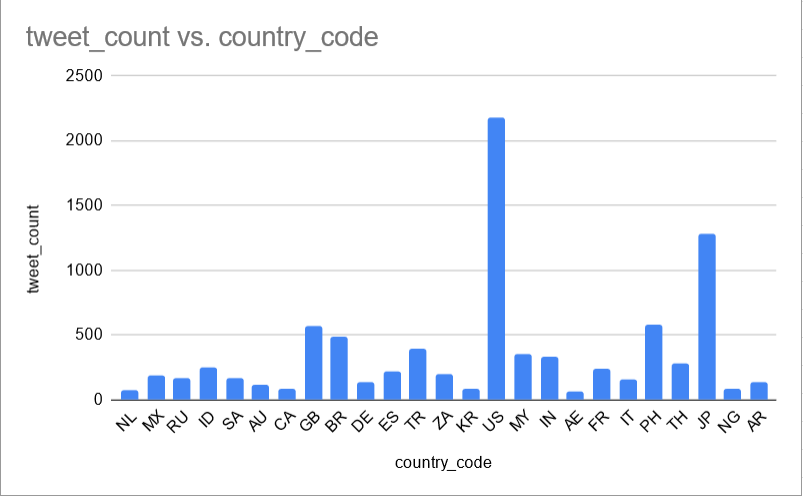 tweet_count vs. country_code
2500
2000
1500
1000
500
0
tweet_count
NL MX RU ID SA AU CA GB BR DE ES TR ZA KR US MY IN AE FR IT PH TH JP NG AR
country_code